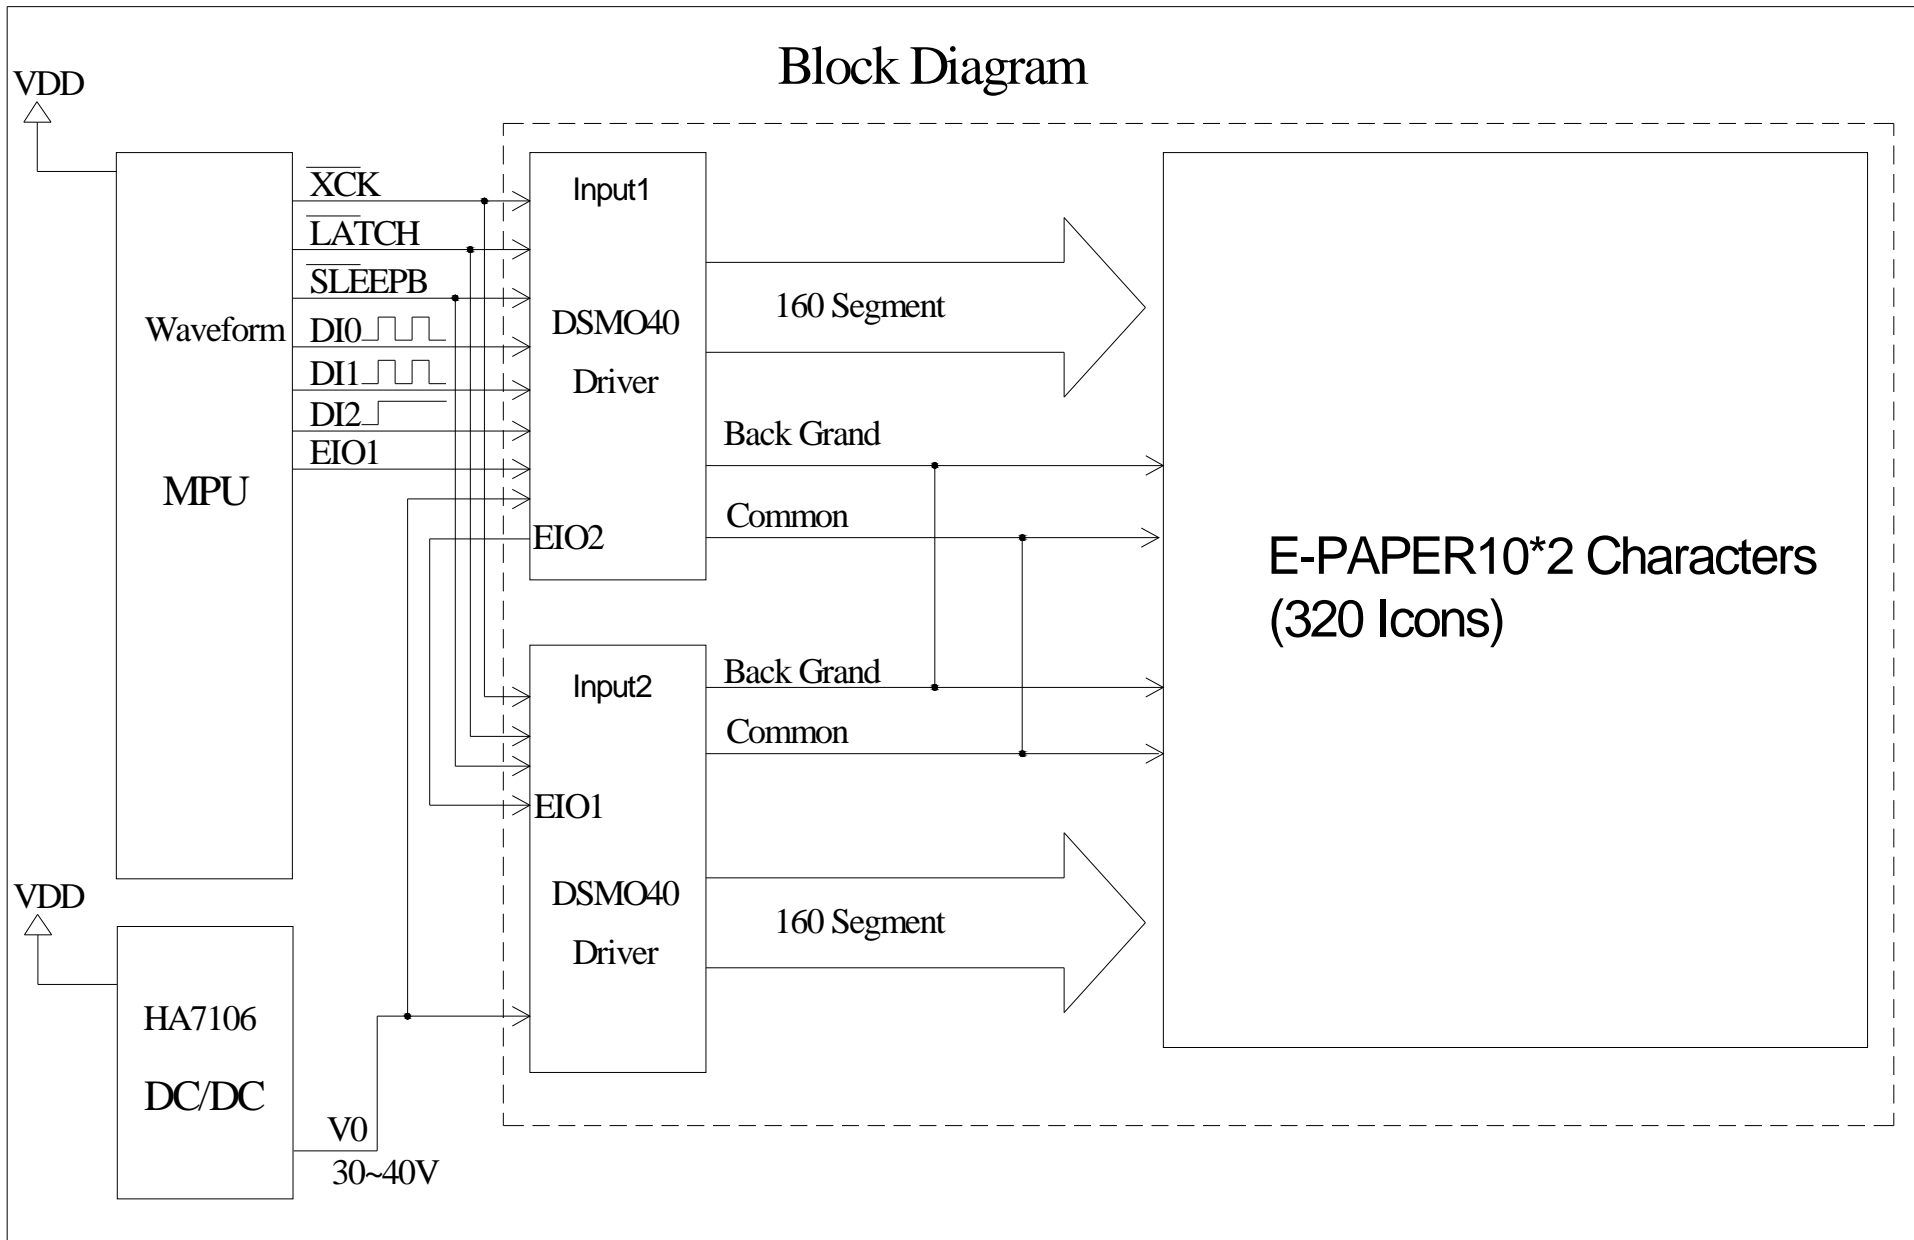 Block Diagram
VDD
XCK
LATCH
SLEEPB
Waveform
DI0
DI1
DI2
EIO1
MPU
Input1
DSMO40
Driver
EIO2
160 Segment
Back Grand
Common
E-PAPER10*2 Characters
(320 Icons)
Input2
EIO1
DSMO40
Driver
Back Grand
Common
160 Segment
VDD
HA7106
DC/DC
V0
30~40V